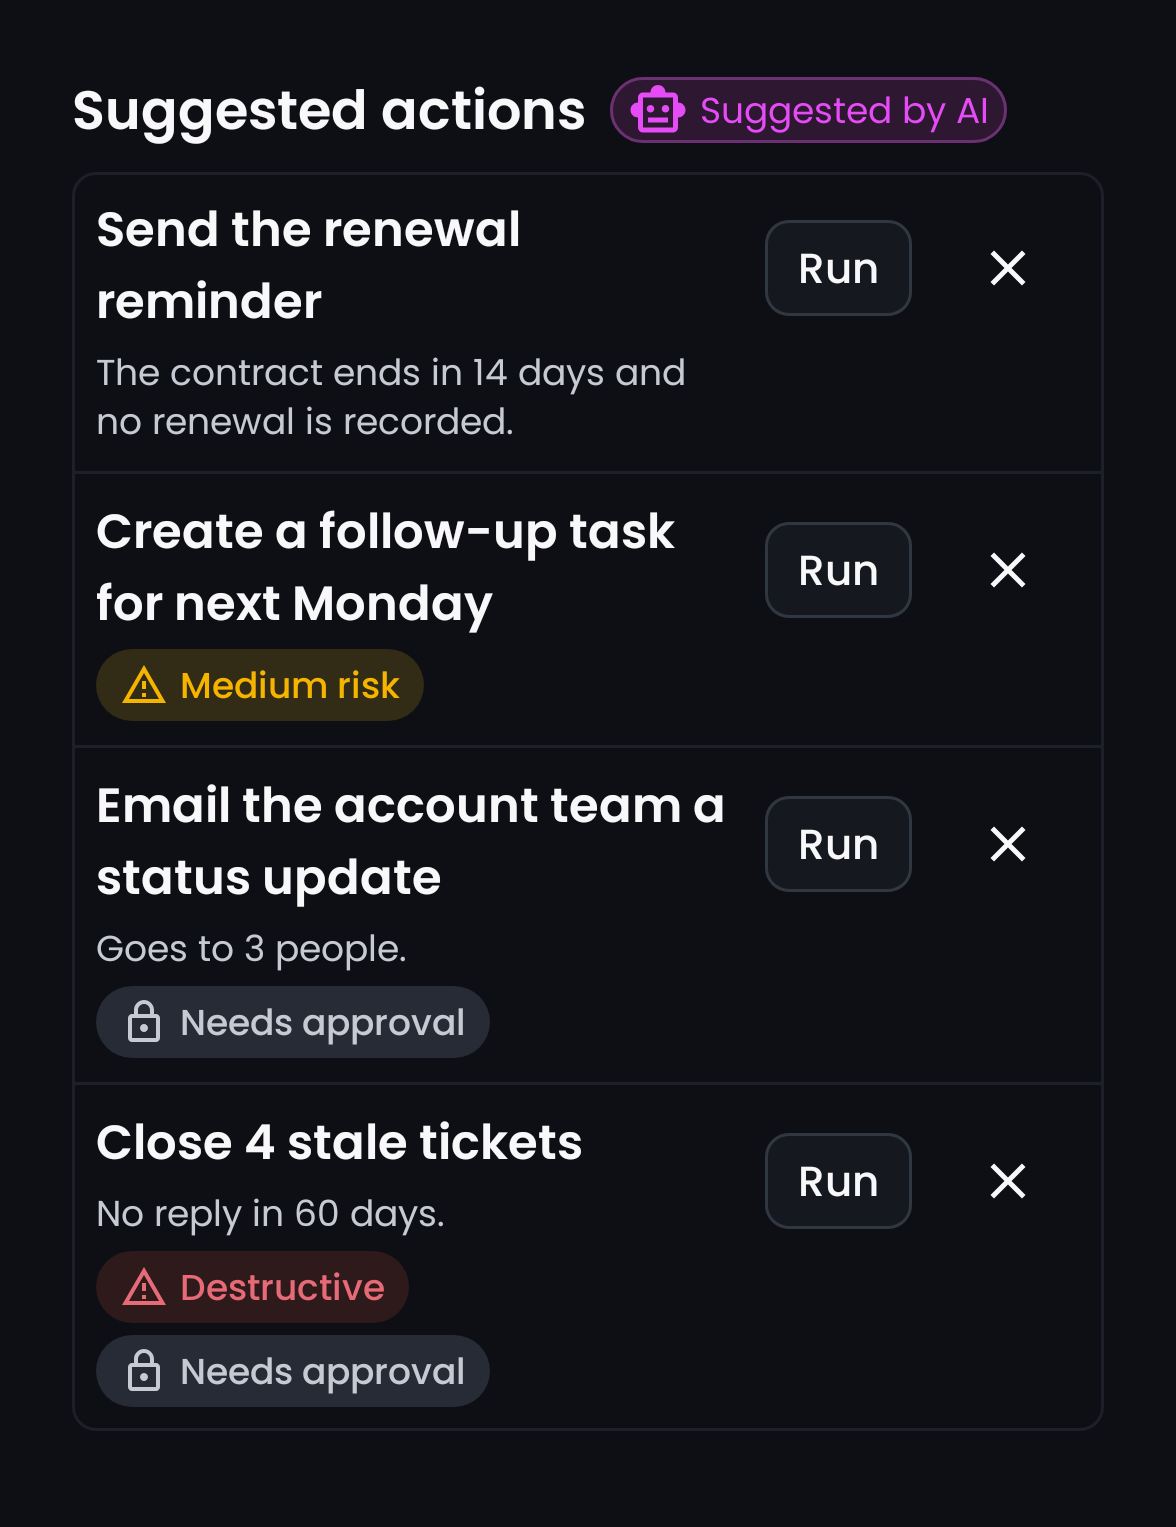 Suggested actions
Suggested by AI
Send the renewal
reminder
Run
The contract ends in 14 days and
no renewal is recorded.
Create a follow-up task
for next Monday
Run
Medium risk
Email the account team a
status update
Run
Goes to 3 people.
Needs approval
Close 4 stale tickets
Run
No reply in 60 days.
Destructive
Needs approval